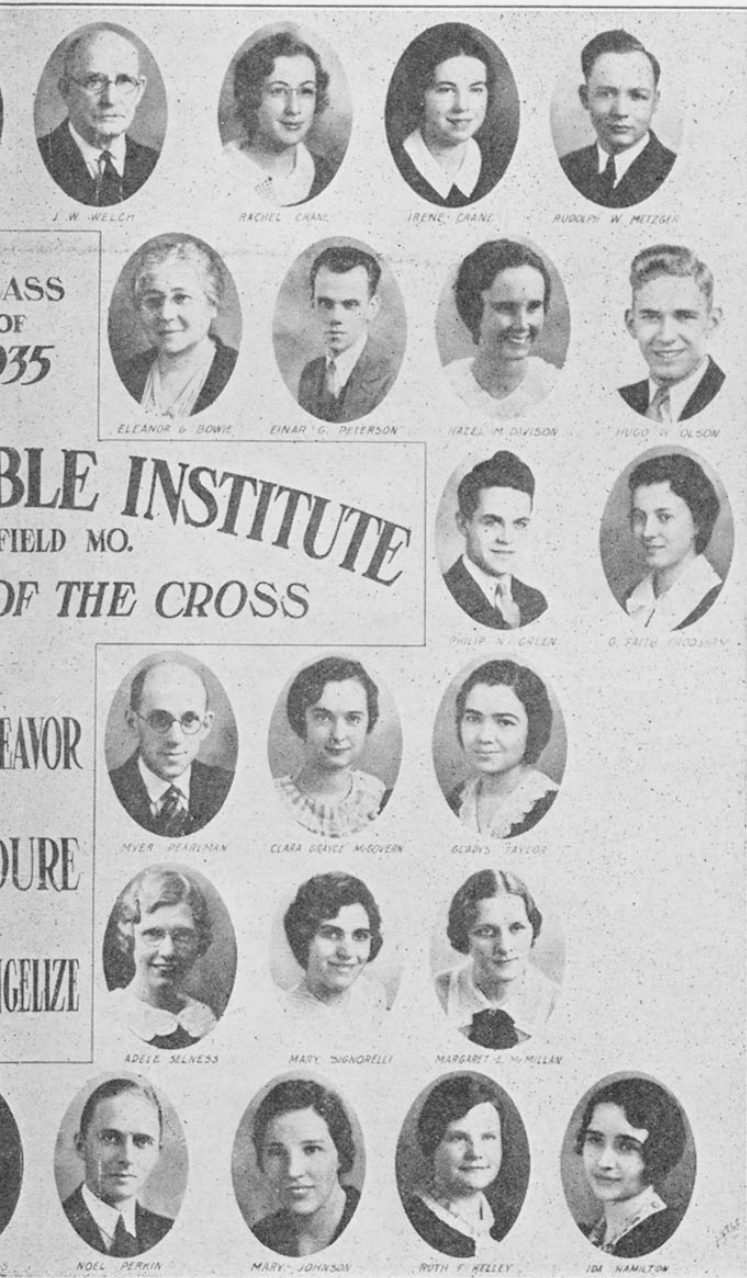 J. W. WELCH
RACHEL CRANE
IRENE CRANE
RUDOLPH W. METZGER
ASS
OF
935
ELEANOR G BOWIE
EINAR G. PETERSON
HAZEL M. DAVISON
HUGO W OLSON
BLE INSTITUTE
FIELD MO.
OF THE CROSS
PHILIP N. GREEN
G. FAITH
EAVOR
DURE
NGELIZE
MYER PEARLMAN
CLARA GRAYCE McGOVERN
GLADYS TAYLOR
ADELE SELNESS
MARY SIGNORELLI
MARGARET E. McMILLAN
NOEL PERKIN
MARY JOHNSON
RUTH F KELLEY
IDA HAMILTON